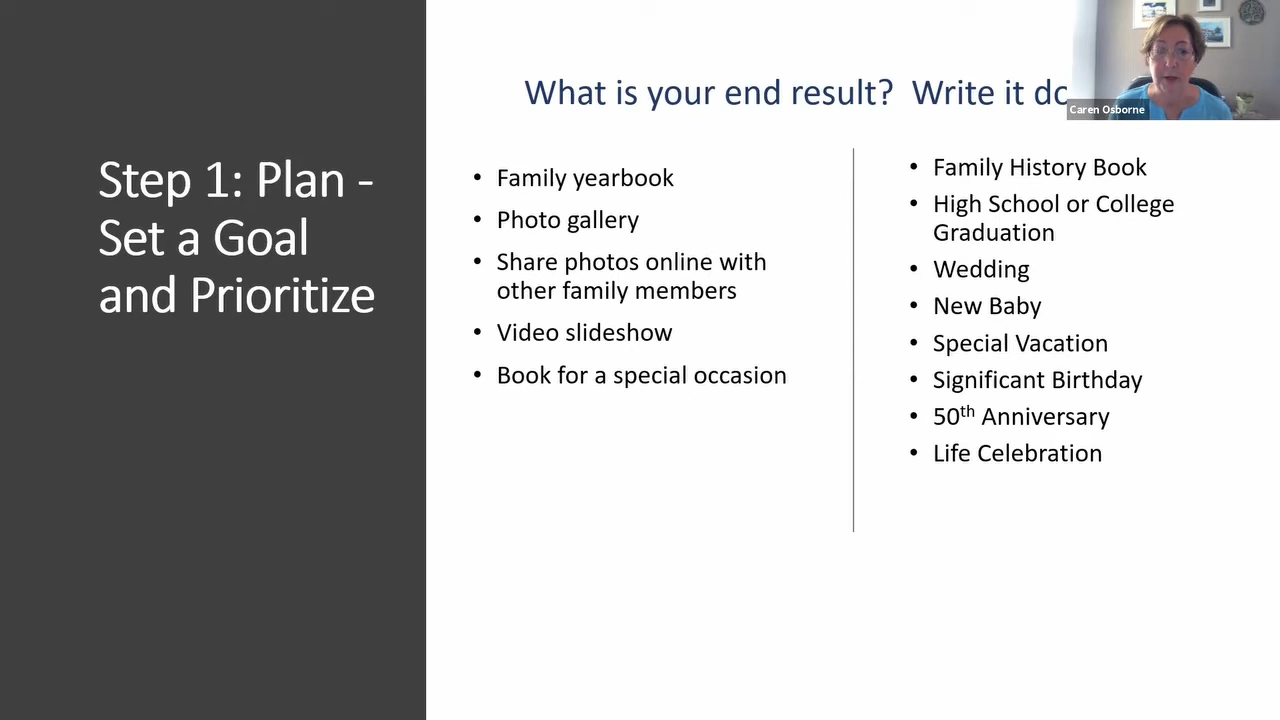 What is your end result? Write it do
Caren Osborne
Step 1: Plan -
Set a Goal
and Prioritize
• Family yearbook
• Photo gallery
• Share photos online with
other family members
• Video slideshow
• Book for a special occasion
• Family History Book
• High School or College
Graduation
• Wedding
• New Baby
• Special Vacation
• Significant Birthday
• 50th Anniversary
• Life Celebration